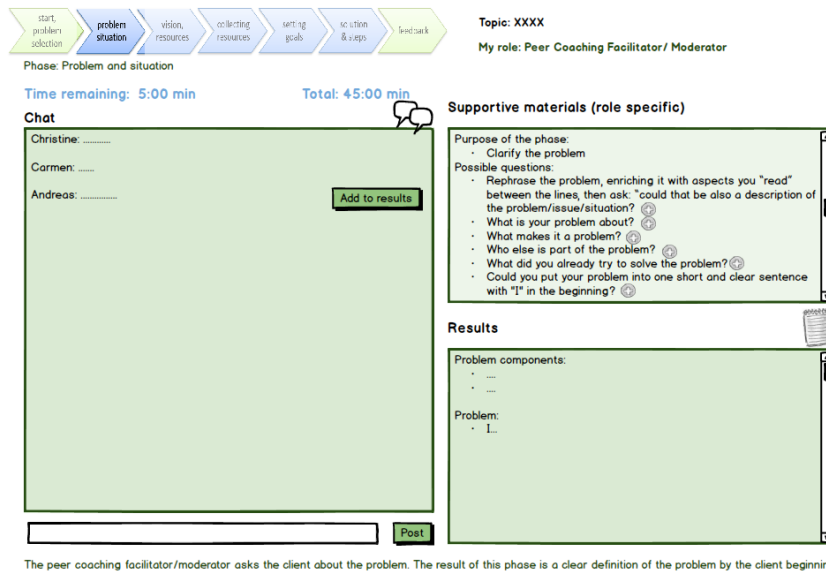 start,
problem
selection
problem
situation
vision,
resources
collecting
resources
setting
goals
solution
& steps
feedback
Topic: XXXX
My role: Peer Coaching Facilitator/ Moderator
Phase: Problem and situation
Time remaining: 5:00 min
Total: 45:00 min
Chat
Christine: ............
Carmen: .......
Andreas: ................
Add to results
Post
Supportive materials (role specific)
Purpose of the phase:
· Clarify the problem
Possible questions:
· Rephrase the problem, enriching it with aspects you "read"
between the lines, then ask: "could that be also a description of
the problem/issue/situation?
· What is your problem about?
· What makes it a problem?
· Who else is part of the problem?
· What did you already try to solve the problem?
· Could you put your problem into one short and clear sentence
with "I" in the beginning?
Results
Problem components:
· ....
· ....
Problem:
· I...
The peer coaching facilitator/moderator asks the client about the problem. The result of this phase is a clear definition of the problem by the client